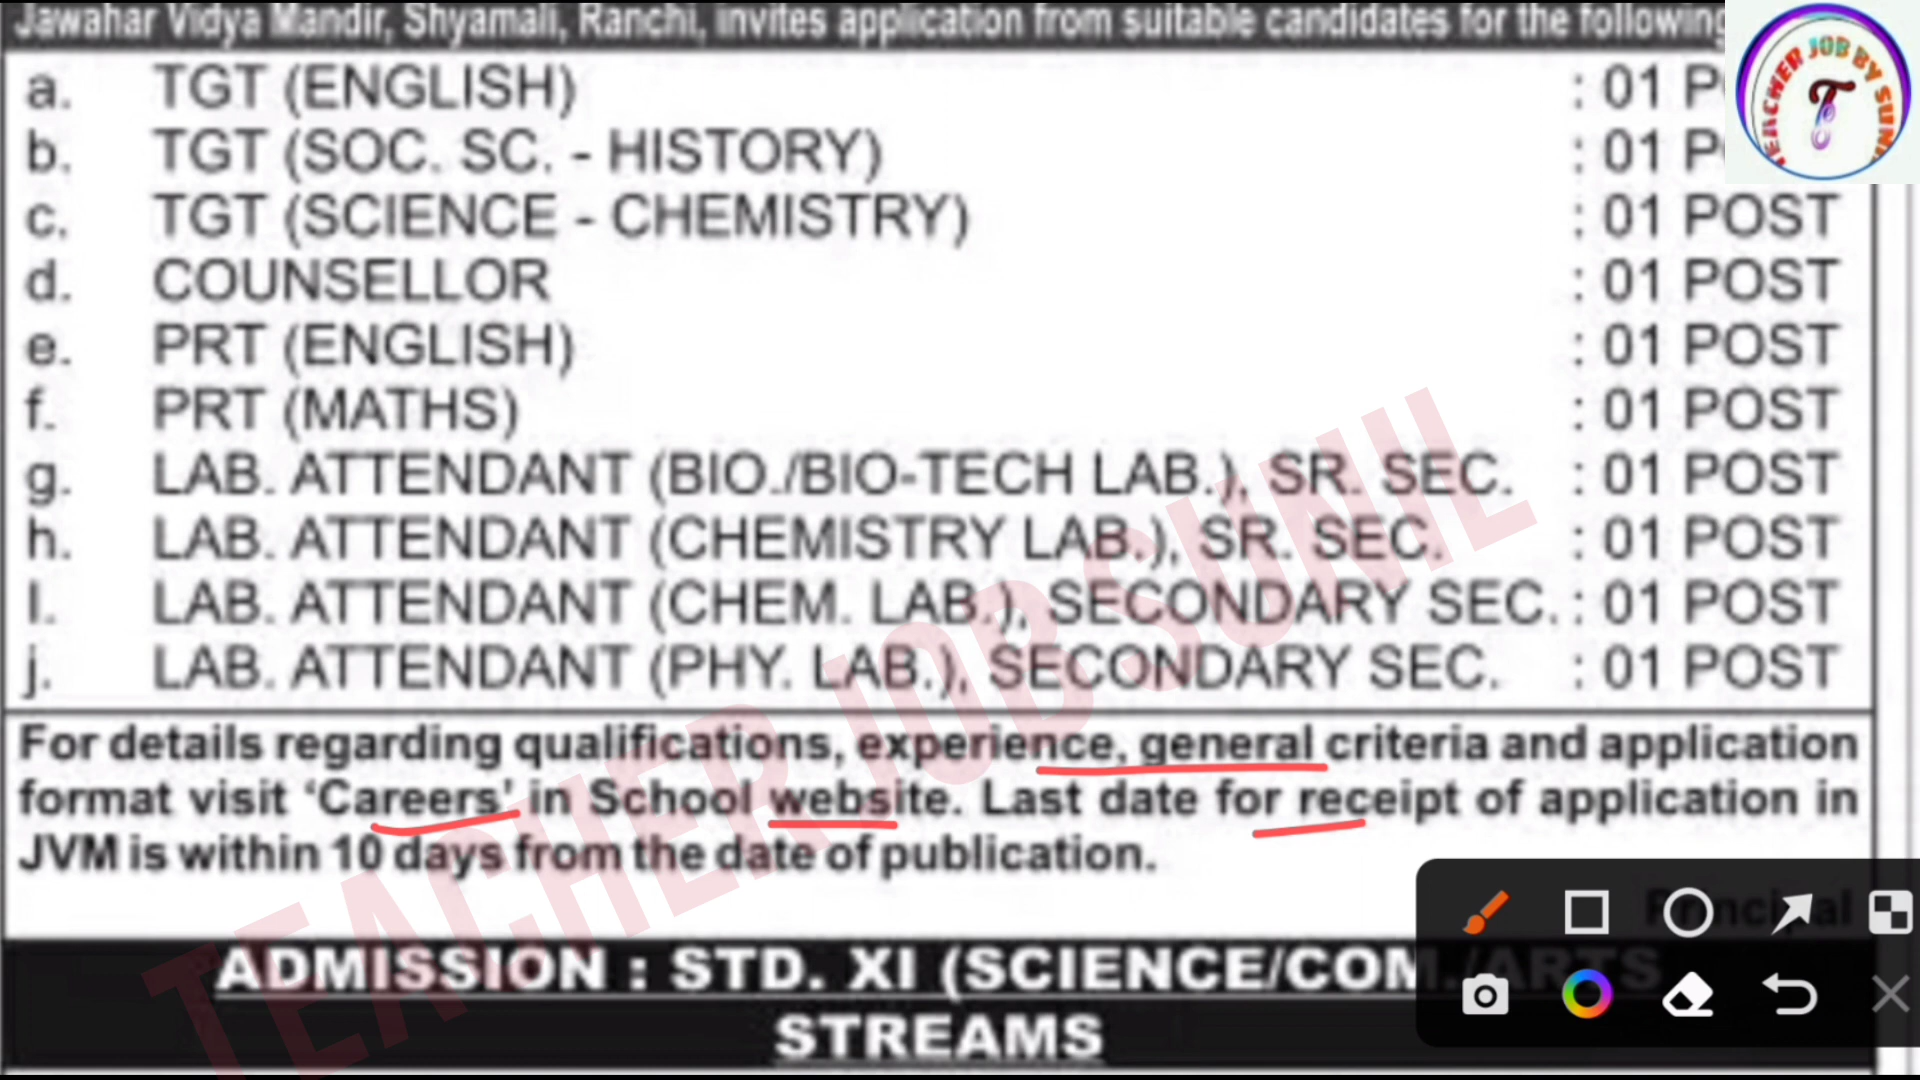 Jawahar Vidya Mandir, Shyamali, Ranchi, invites application from suitable candidates for the following
TEACHER JOB BY SUNI
T
a. TGT (ENGLISH) : 01 P
b. TGT (SOC. SC. - HISTORY) : 01 P
c. TGT (SCIENCE - CHEMISTRY) : 01 POST
d. COUNSELLOR : 01 POST
e. PRT (ENGLISH) : 01 POST
f. PRT (MATHS) : 01 POST
g. LAB. ATTENDANT (BIO./BIO-TECH LAB.), SR. SEC. : 01 POST
h. LAB. ATTENDANT (CHEMISTRY LAB.), SR. SEC. : 01 POST
I. LAB. ATTENDANT (CHEM. LAB.), SECONDARY SEC. : 01 POST
j. LAB. ATTENDANT (PHY. LAB.), SECONDARY SEC. : 01 POST
TEACHER JOB SUNIL
For details regarding qualifications, experience, general criteria and application
format visit ‘Careers’ in School website. Last date for receipt of application in
JVM is within 10 days from the date of publication.
Principal
ADMISSION : STD. XI (SCIENCE/COM./ARTS
STREAMS